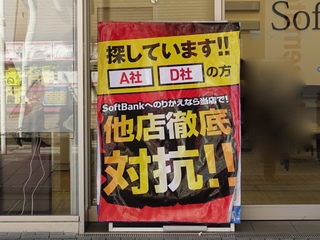 Sof
探しています!!
A社 D社 の方
SoftBankへのりかえなら当店で!
他店徹底
対抗!!